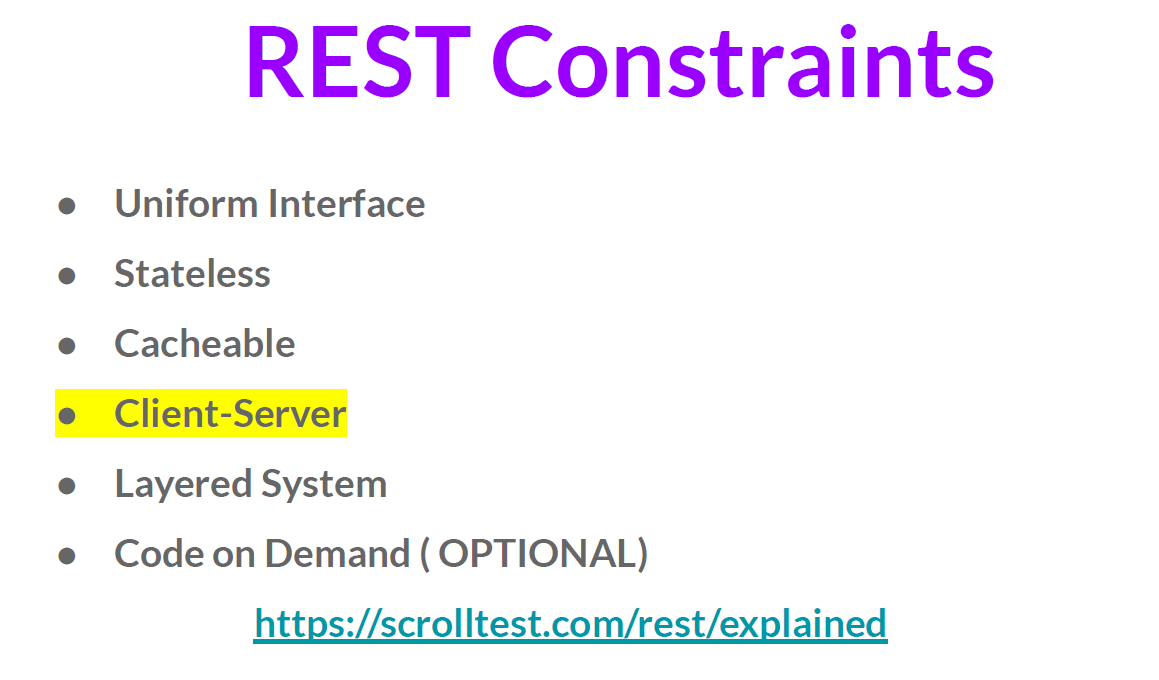 REST Constraints
● Uniform Interface
● Stateless
● Cacheable
● Client-Server
● Layered System
● Code on Demand ( OPTIONAL)
https://scrolltest.com/rest/explained